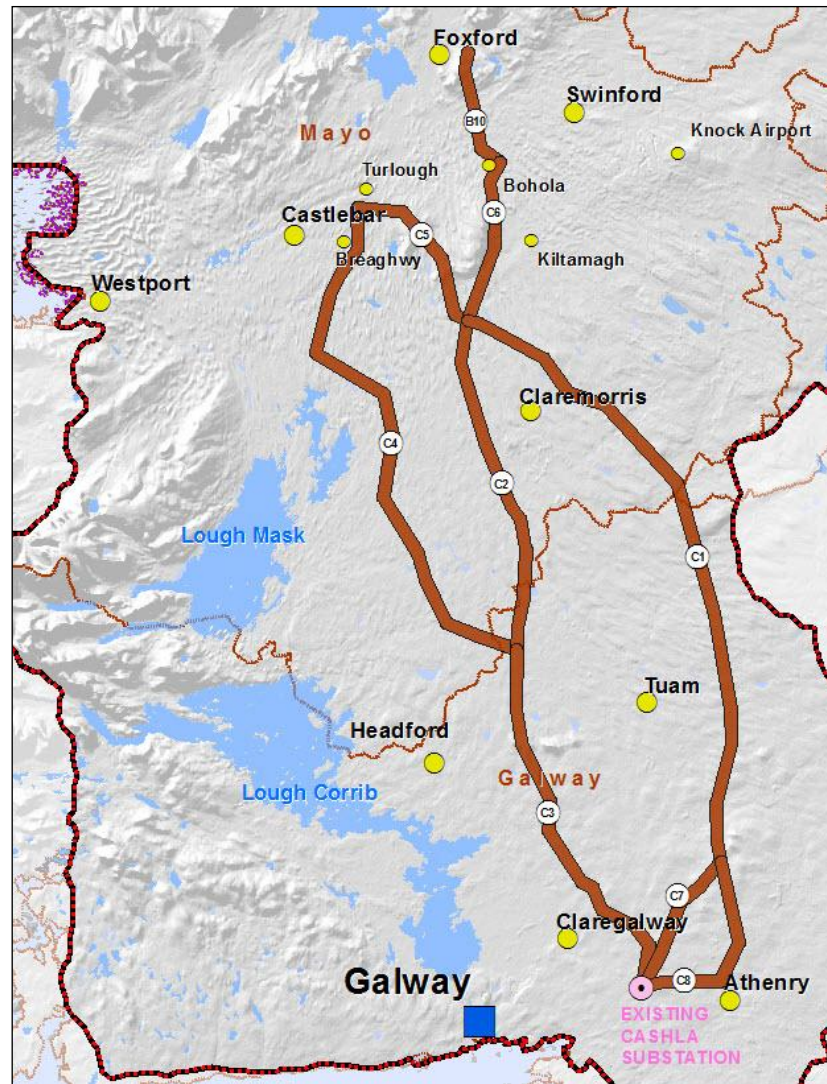 Foxford
Swinford
B10
Mayo
Knock Airport
Turlough
Bohola
Castlebar
C6
C5
Breaghwy
Kiltamagh
Westport
Claremorris
C4
C2
Lough Mask
C1
Tuam
Headford
Galway
Lough Corrib
C3
C7
Claregalway
Galway
C8
Athenry
EXISTING
CASHLA
SUBSTATION